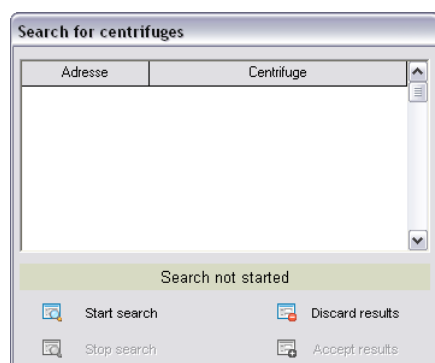 Search for centrifuges
Adresse Centrifuge
Search not started
Start search Discard results
Stop search Accept results